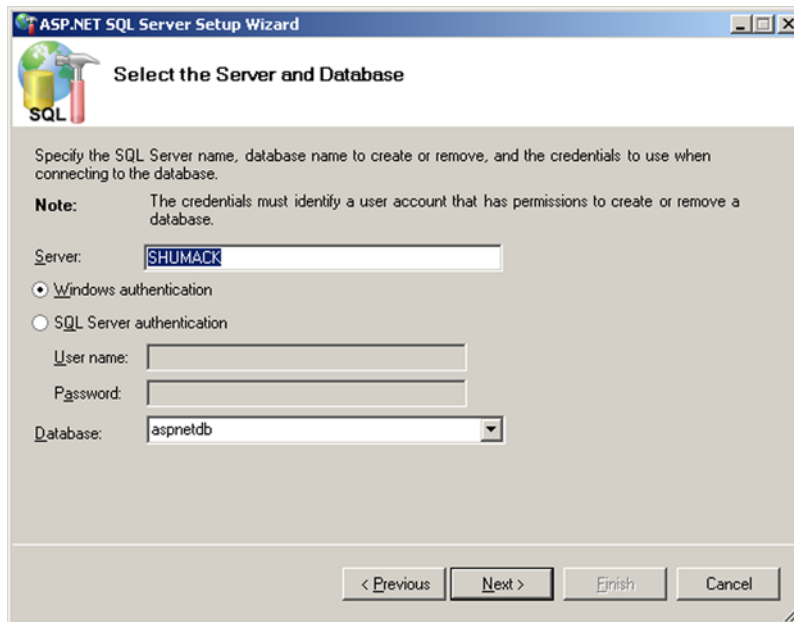 ASP.NET SQL Server Setup Wizard
Select the Server and Database
SQL
Specify the SQL Server name, database name to create or remove, and the credentials to use when
connecting to the database.
Note: The credentials must identify a user account that has permissions to create or remove a
database.
Server: SHUMACK
Windows authentication
SQL Server authentication
User name:
Password:
Database: aspnetdb
< Previous Next > Finish Cancel